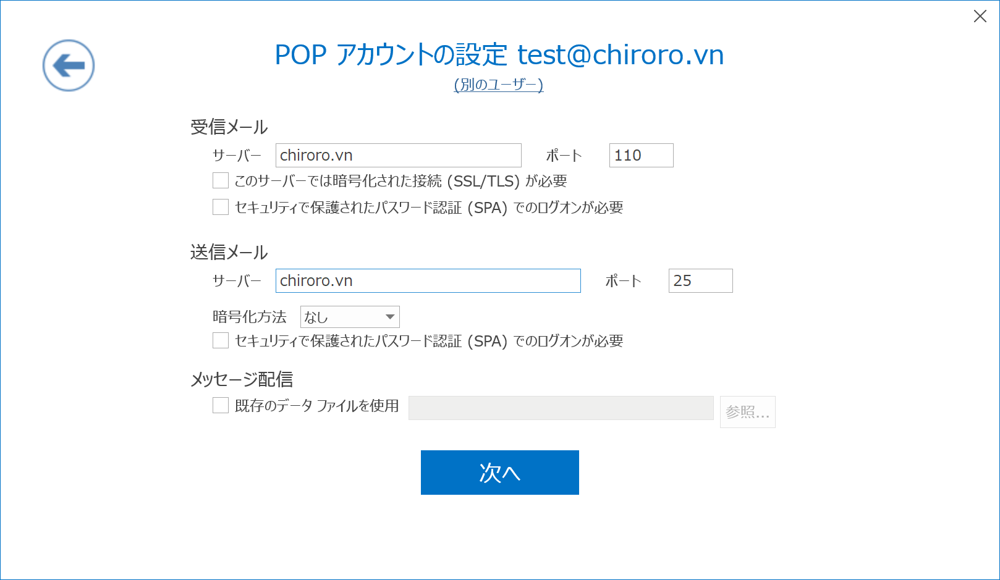 POP アカウントの設定 test@chiroro.vn
(別のユーザー)
受信メール
サーバー chiroro.vn ポート 110
このサーバーでは暗号化された接続 (SSL/TLS) が必要
セキュリティで保護されたパスワード認証 (SPA) でのログオンが必要
送信メール
サーバー chiroro.vn ポート 25
暗号化方法 なし
セキュリティで保護されたパスワード認証 (SPA) でのログオンが必要
メッセージ配信
既存のデータ ファイルを使用 参照...
次へ